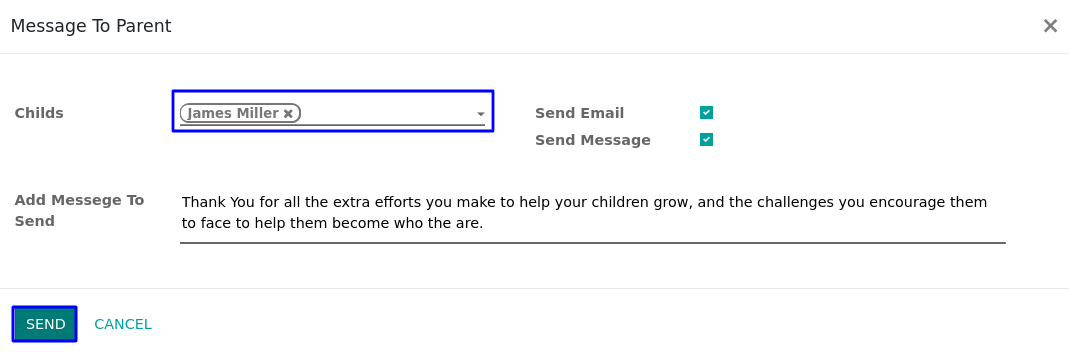 Message To Parent ×
Childs James Miller × Send Email
Send Message
Add Messege To Thank You for all the extra efforts you make to help your children grow, and the challenges you encourage them
Send to face to help them become who the are.
SEND CANCEL